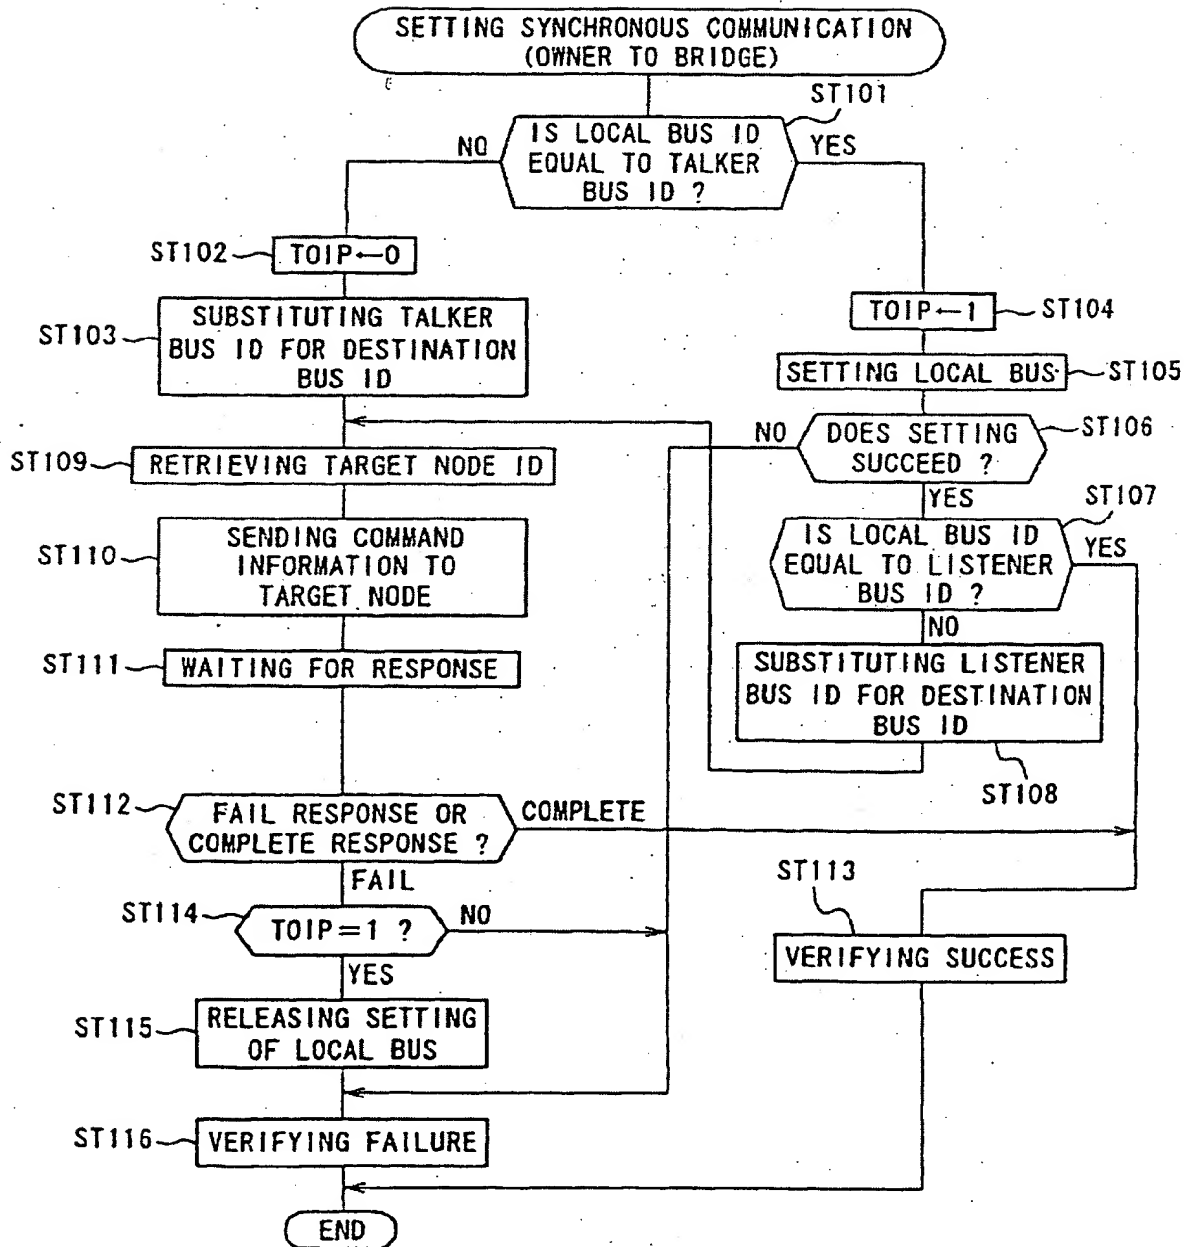 SETTING SYNCHRONOUS COMMUNICATION
(OWNER TO BRIDGE)
ST101
IS LOCAL BUS ID
EQUAL TO TALKER
BUS ID ?
NO
YES
ST102
TOIP←0
ST103
SUBSTITUTING TALKER
BUS ID FOR DESTINATION
BUS ID
TOIP←1
ST104
SETTING LOCAL BUS
ST105
NO
DOES SETTING
SUCCEED ?
ST106
YES
ST107
ST109
RETRIEVING TARGET NODE ID
IS LOCAL BUS ID
EQUAL TO LISTENER
BUS ID ?
YES
NO
ST110
SENDING COMMAND
INFORMATION TO
TARGET NODE
ST111
WAITING FOR RESPONSE
SUBSTITUTING LISTENER
BUS ID FOR DESTINATION
BUS ID
ST108
ST112
FAIL RESPONSE OR
COMPLETE RESPONSE ?
COMPLETE
FAIL
ST113
ST114
TOIP=1 ?
NO
YES
VERIFYING SUCCESS
ST115
RELEASING SETTING
OF LOCAL BUS
ST116
VERIFYING FAILURE
END